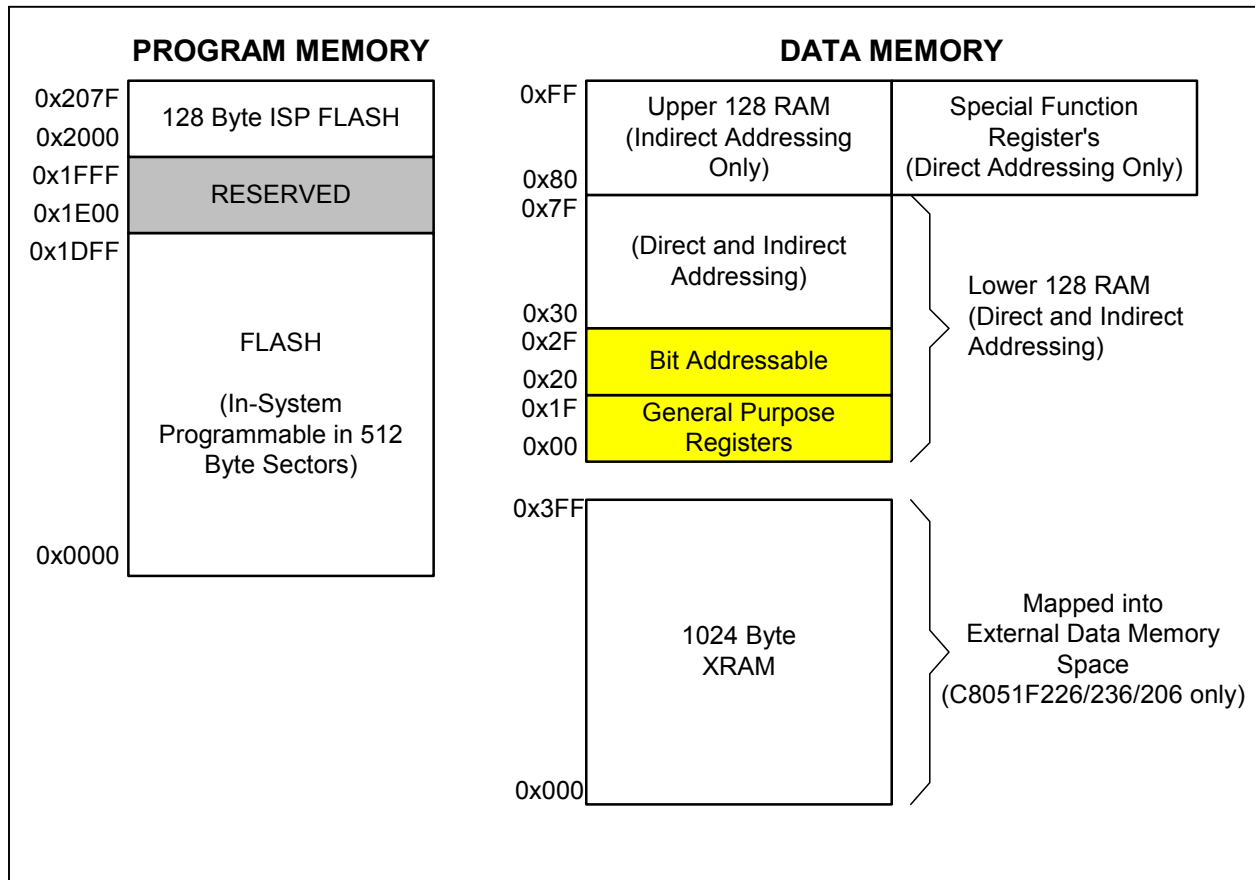 PROGRAM MEMORY
0x207F
0x2000
128 Byte ISP FLASH
0x1FFF
0x1E00
RESERVED
0x1DFF
FLASH
(In-System
Programmable in 512
Byte Sectors)
0x0000
DATA MEMORY
0xFF
Upper 128 RAM
(Indirect Addressing
Only)
0x80
Special Function
Register's
(Direct Addressing Only)
0x7F
(Direct and Indirect
Addressing)
0x30
0x2F
Bit Addressable
0x20
0x1F
General Purpose
Registers
0x00
Lower 128 RAM
(Direct and Indirect
Addressing)
0x3FF
1024 Byte
XRAM
0x000
Mapped into
External Data Memory
Space
(C8051F226/236/206 only)